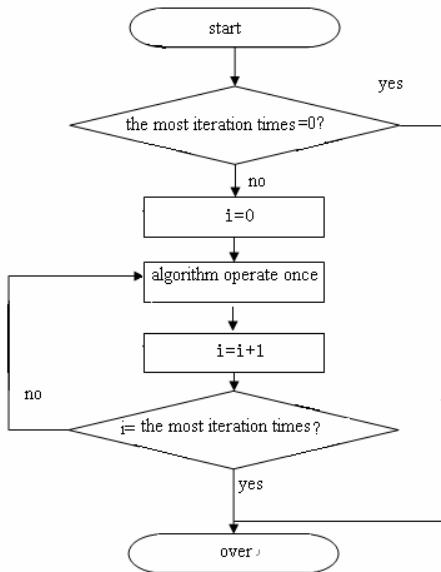 start
yes
the most iteration times=0?
no
i=0
algorithm operate once
i=i+1
no
i= the most iteration times?
yes
over